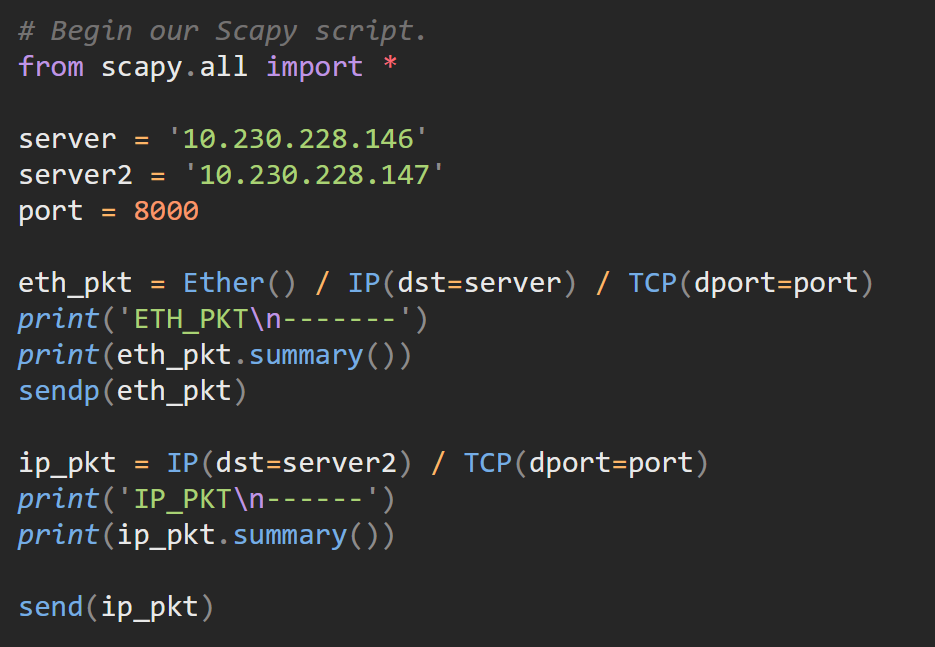 # Begin our Scapy script.
from scapy.all import *
server = '10.230.228.146'
server2 = '10.230.228.147'
port = 8000
eth_pkt = Ether() / IP(dst=server) / TCP(dport=port)
print('ETH_PKT\n-------')
print(eth_pkt.summary())
sendp(eth_pkt)
ip_pkt = IP(dst=server2) / TCP(dport=port)
print('IP_PKT\n------')
print(ip_pkt.summary())
send(ip_pkt)